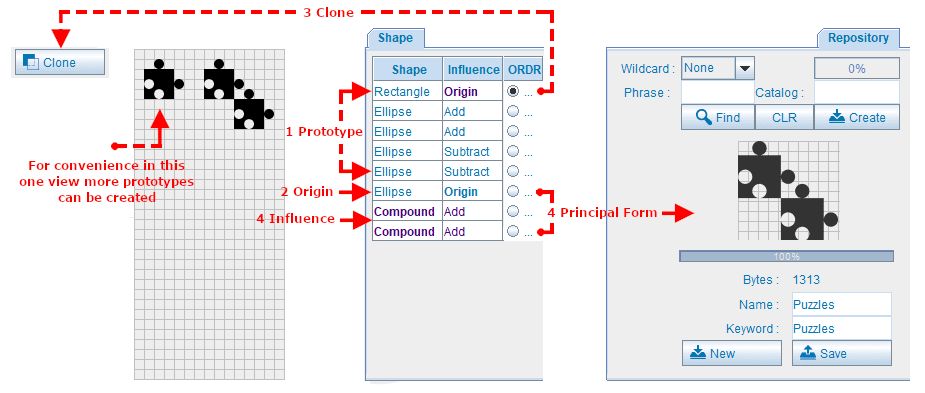 3 Clone
Clone
For convenience in this
one view more prototypes
can be created
Shape
Shape Influence ORDR
Rectangle Origin ...
Ellipse Add ...
Ellipse Add ...
Ellipse Subtract ...
Ellipse Subtract ...
Ellipse Origin ...
Compound Add ...
Compound Add ...
1 Prototype
2 Origin
4 Influence
4 Principal Form
Repository
Wildcard : None 0%
Phrase : Catalog :
Find CLR Create
100%
Bytes : 1313
Name : Puzzles
Keyword : Puzzles
New Save